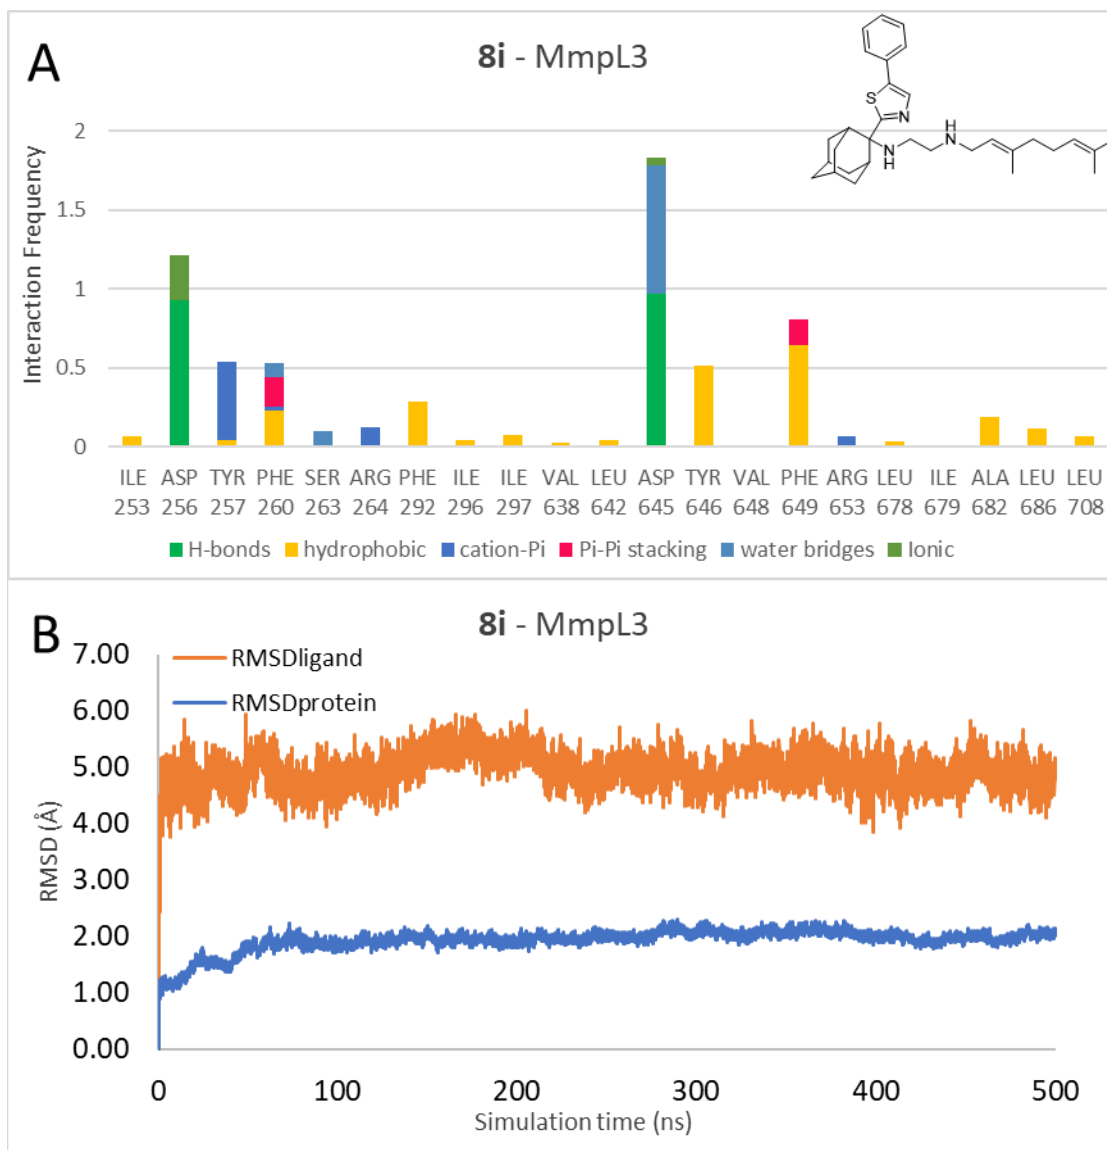 A
8i - MmpL3
S
N
N
H
H
N
Interaction Frequency
2
1.5
1
0.5
0
ILE ASP TYR PHE SER ARG PHE ILE ILE VAL LEU ASP TYR VAL PHE ARG LEU ILE ALA LEU LEU
253 256 257 260 263 264 292 296 297 638 642 645 646 648 649 653 678 679 682 686 708
H-bonds hydrophobic cation-Pi Pi-Pi stacking water bridges Ionic
B
8i - MmpL3
RMSDligand
RMSDprotein
RMSD (Å)
7.00
6.00
5.00
4.00
3.00
2.00
1.00
0.00
0 100 200 300 400 500
Simulation time (ns)